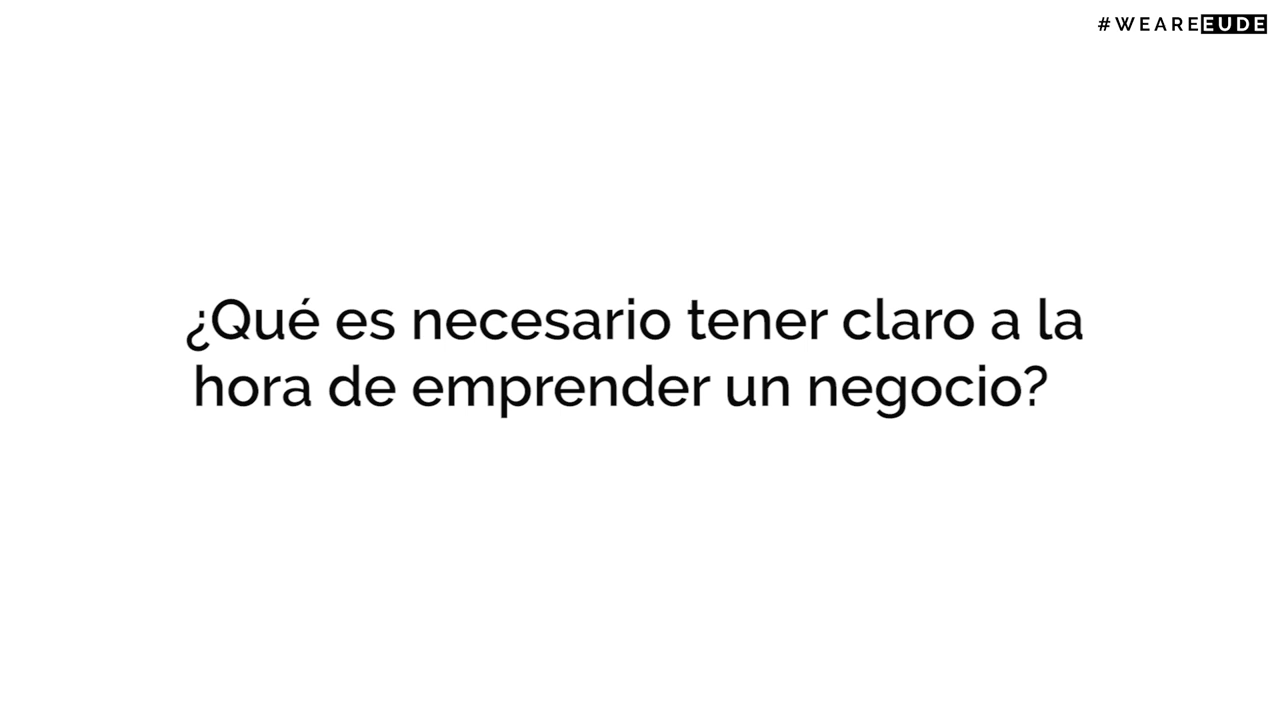 #WEAREEUDE
¿Qué es necesario tener claro a la
hora de emprender un negocio?